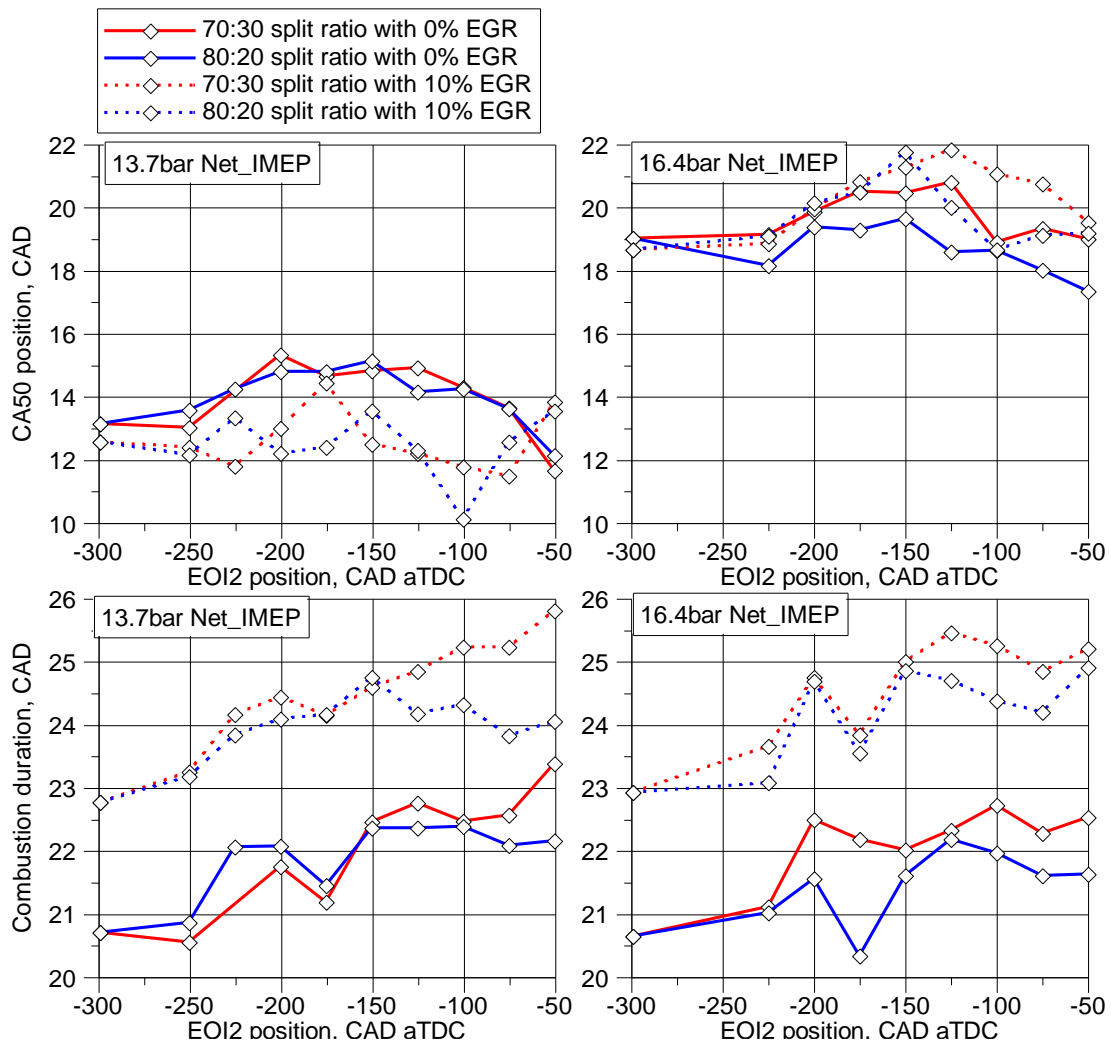 70:30 split ratio with 0% EGR
80:20 split ratio with 0% EGR
70:30 split ratio with 10% EGR
80:20 split ratio with 10% EGR
13.7bar Net_IMEP
CA50 position, CAD
22
20
18
16
14
12
10
-300 -250 -200 -150 -100 -50
EOI2 position, CAD aTDC
16.4bar Net_IMEP
22
20
18
16
14
12
10
-300 -250 -200 -150 -100 -50
EOI2 position, CAD aTDC
13.7bar Net_IMEP
Combustion duration, CAD
26
25
24
23
22
21
20
-300 -250 -200 -150 -100 -50
EOI2 position, CAD aTDC
16.4bar Net_IMEP
26
25
24
23
22
21
20
-300 -250 -200 -150 -100 -50
EOI2 position, CAD aTDC